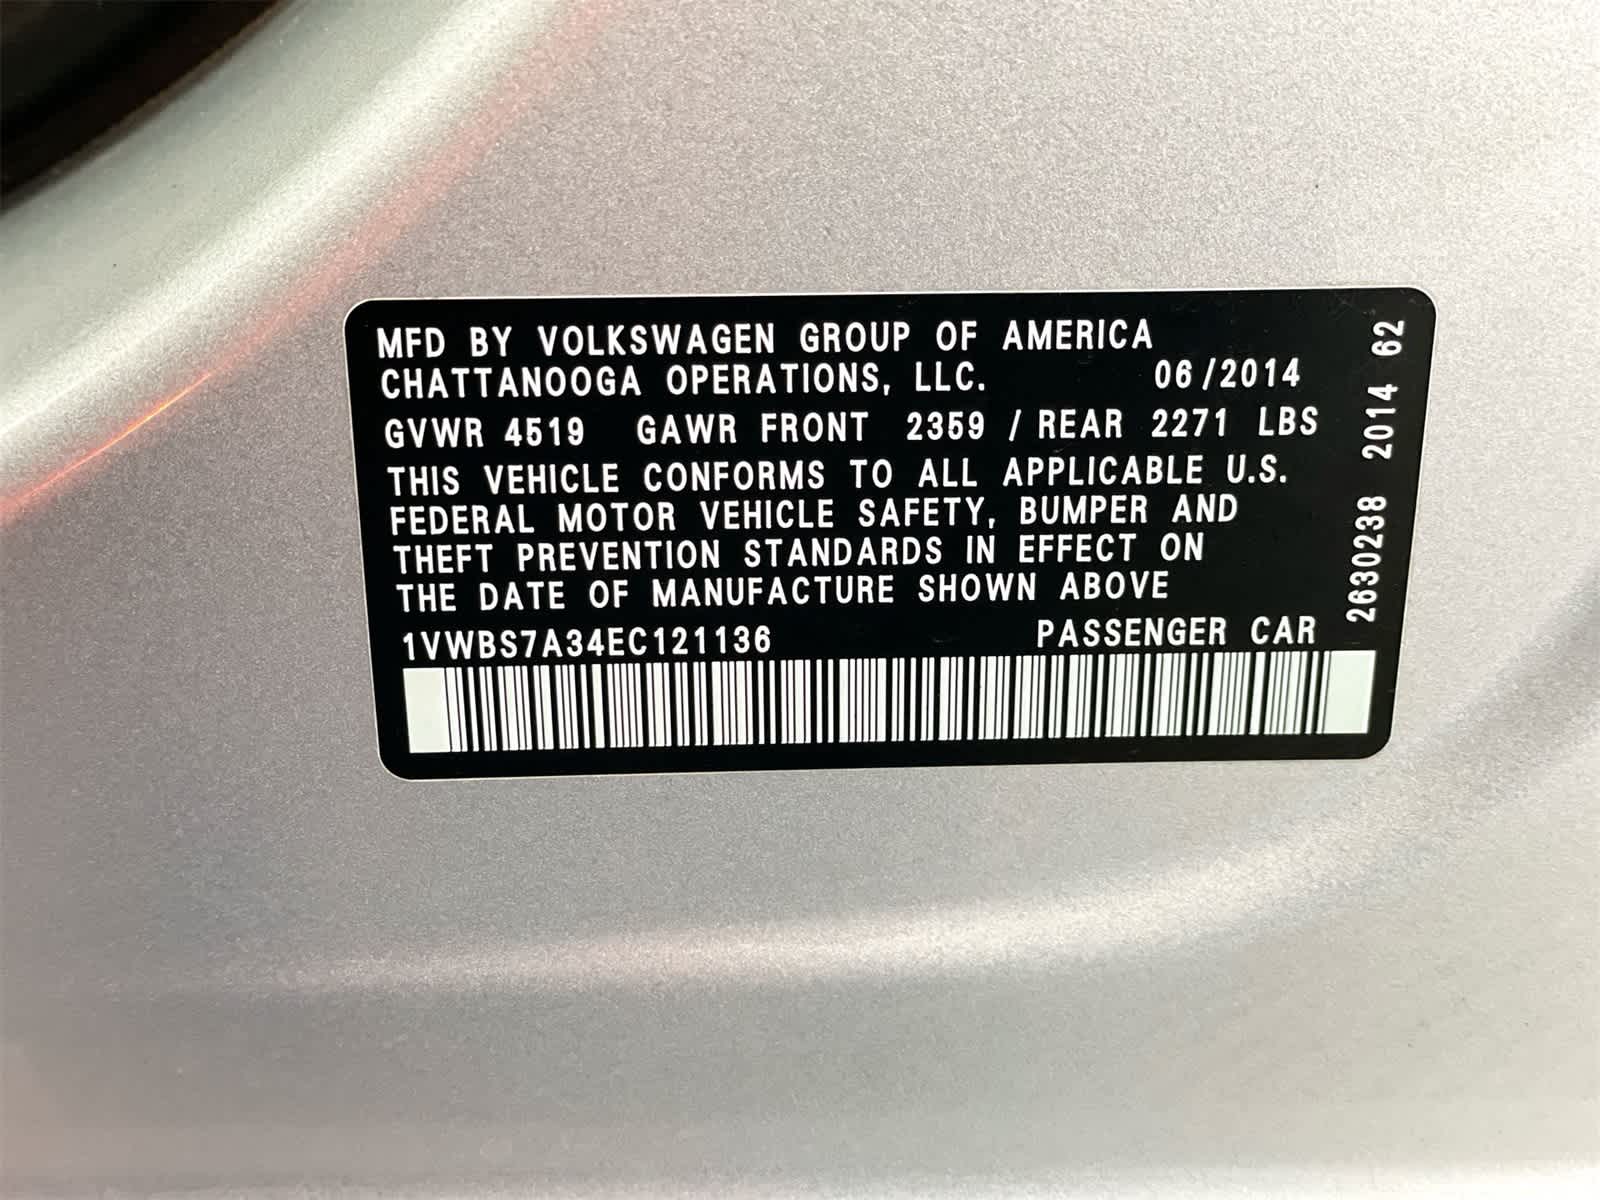 MFD BY VOLKSWAGEN GROUP OF AMERICA
CHATTANOOGA OPERATIONS, LLC. 06/2014
GVWR 4519 GAWR FRONT 2359 / REAR 2271 LBS
THIS VEHICLE CONFORMS TO ALL APPLICABLE U.S.
FEDERAL MOTOR VEHICLE SAFETY, BUMPER AND
THEFT PREVENTION STANDARDS IN EFFECT ON
THE DATE OF MANUFACTURE SHOWN ABOVE
1VWBS7A34EC121136 PASSENGER CAR
2630238 2014 62